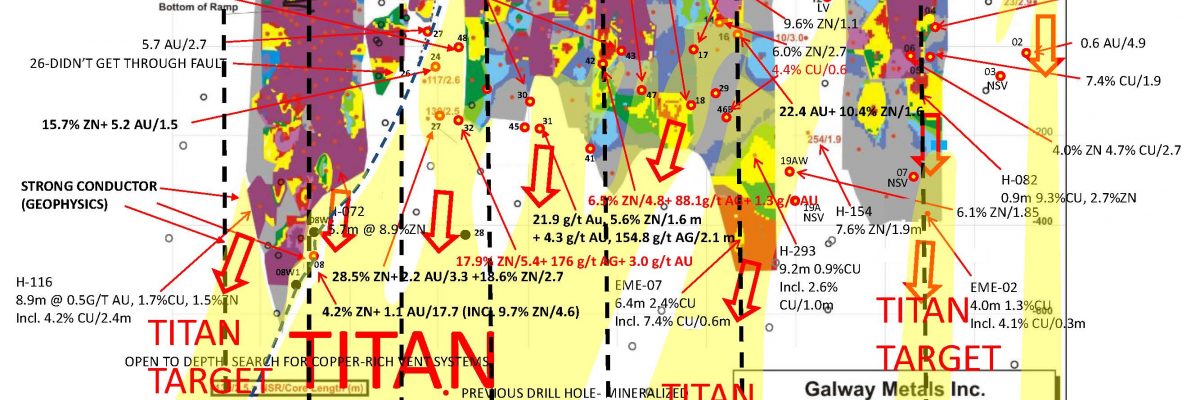 Bottom of Ramp
5.7 AU/2.7
26-DIDN'T GET THROUGH FAULT
15.7% ZN+ 5.2 AU/1.5
STRONG CONDUCTOR
(GEOPHYSICS)
H-116
8.9m @ 0.5G/T AU, 1.7%CU, 1.5%ZN
Incl. 4.2% CU/2.4m
TITAN
TARGET
OPEN TO DEPTH, SEARCH FOR COPPER-RICH VENT SYSTEMS
TITAN
H-072
5.7m @ 8.9%ZN
08W
08W1
08
28
28.5% ZN+ 2.2 AU/3.3 +18.6% ZN/2.7
4.2% ZN+ 1.1 AU/17.7 (INCL 9.7% ZN/4.6)
17.9% ZN/5.4+ 176 g/t AG+ 3.0 g/t AU
21.9 g/t Au, 5.6% ZN/1.6 m
+ 4.3 g/t AU, 154.8 g/t AG/2.1 m
6.5% ZN/4.8+ 88.1g/t AG+ 1.3 g/t AU
27
48
24
117/2.6
26
27
32
30
45
31
41
42
43
47
17
18
29
46B
16
14
9.6% ZN/1.1
6.0% ZN/2.7
4.4% CU/0.6
22.4 AU+ 10.4% ZN/1.6
LV
10/3.0
254/1.9
19AW
19A
NSV
H-154
7.6% ZN/1.9m
6.1% ZN/1.85
H-293
9.2m 0.9%CU
Incl. 2.6%
CU/1.0m
EME-07
6.4m 2.4%CU
Incl. 7.4% CU/0.6m
PREVIOUS DRILL HOLE- MINERALIZED
TITAN
04
06
05
07
NSV
02
03
NSV
0.6 AU/4.9
7.4% CU/1.9
4.0% ZN 4.7% CU/2.7
H-082
0.9m 9.3%CU, 2.7%ZN
-200
-400
EME-02
4.0m 1.3%CU
Incl. 4.1% CU/0.3m
TITAN
TARGET
Galway Metals Inc.